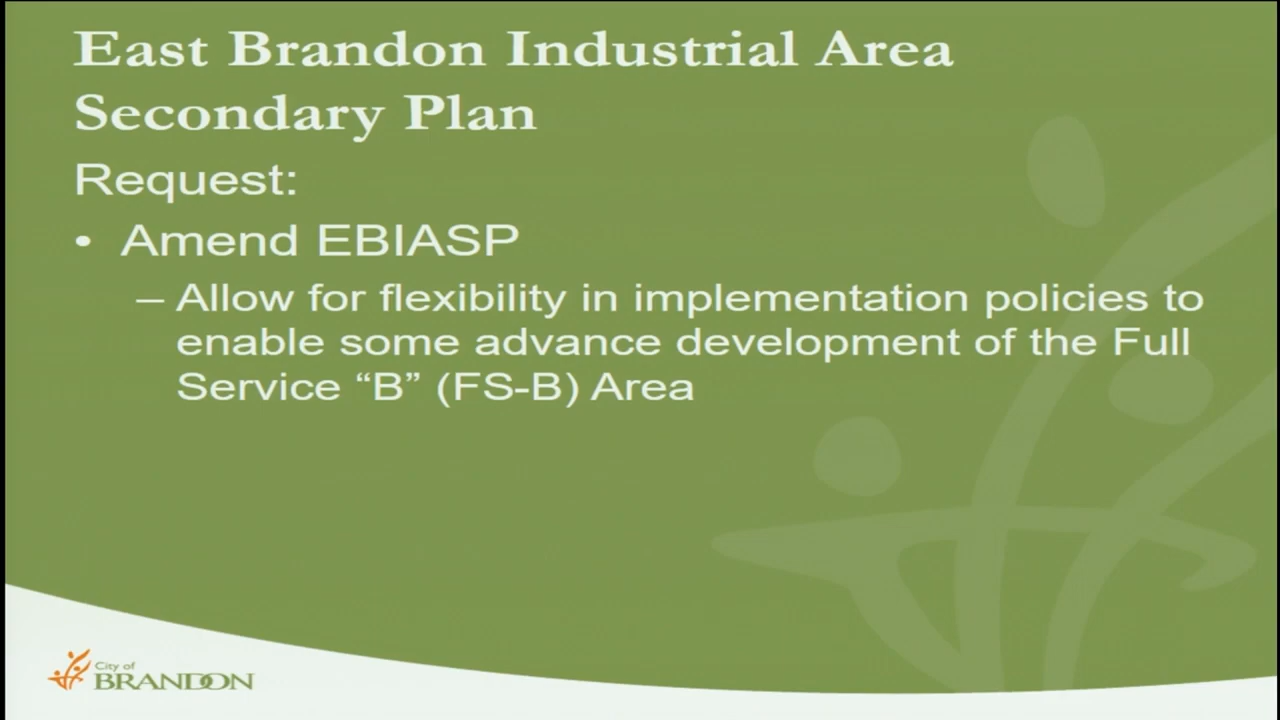 East Brandon Industrial Area
Secondary Plan
Request:
• Amend EBIASP
– Allow for flexibility in implementation policies to
enable some advance development of the Full
Service “B” (FS-B) Area
City of
BRANDON